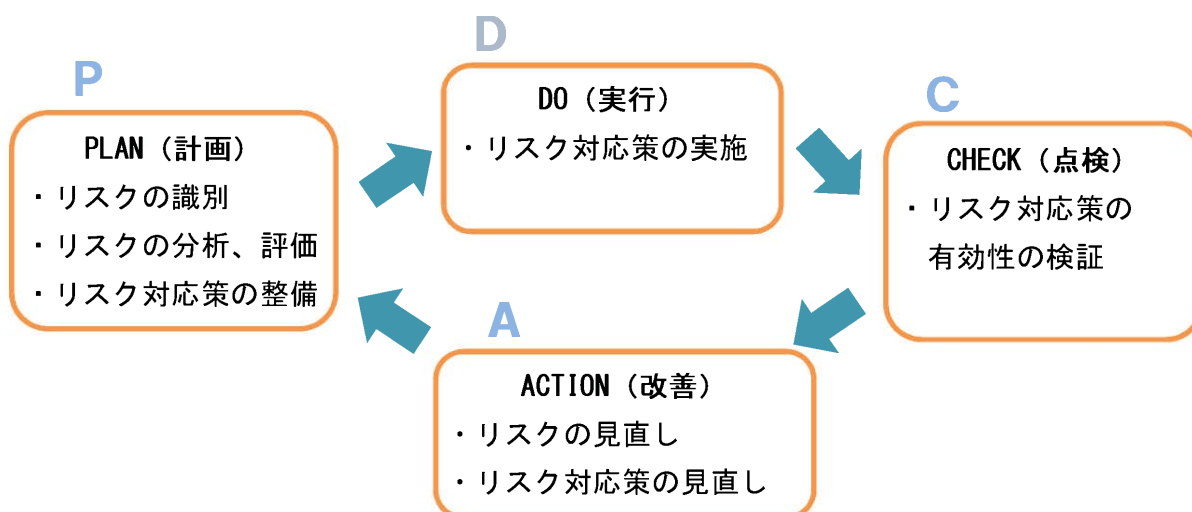 P
PLAN（計画）
・リスクの識別
・リスクの分析、評価
・リスク対応策の整備
D
DO（実行）
・リスク対応策の実施
C
CHECK（点検）
・リスク対応策の
有効性の検証
A
ACTION（改善）
・リスクの見直し
・リスク対応策の見直し